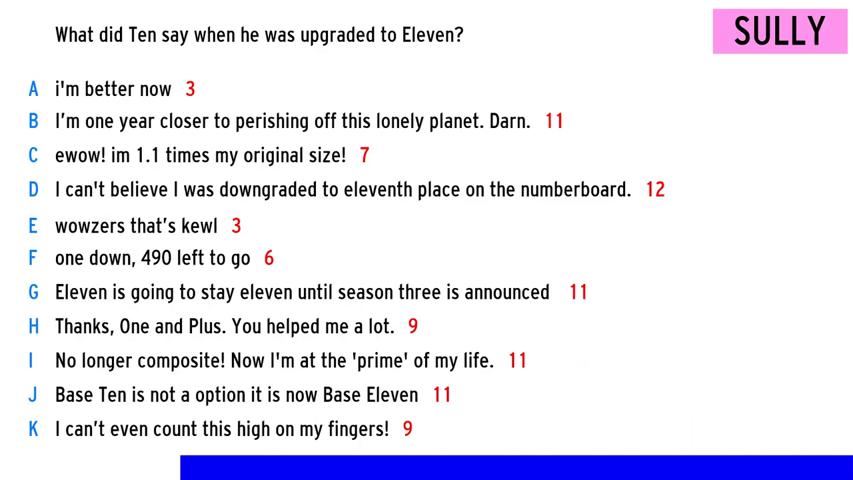 What did Ten say when he was upgraded to Eleven?
SULLY
A i'm better now 3
B I'm one year closer to perishing off this lonely planet. Darn. 11
C ewow! im 1.1 times my original size! 7
D I can't believe I was downgraded to eleventh place on the numberboard. 12
E wowzers that's kewl 3
F one down, 490 left to go 6
G Eleven is going to stay eleven until season three is announced 11
H Thanks, One and Plus. You helped me a lot. 9
I No longer composite! Now I'm at the 'prime' of my life. 11
J Base Ten is not a option it is now Base Eleven 11
K I can't even count this high on my fingers! 9